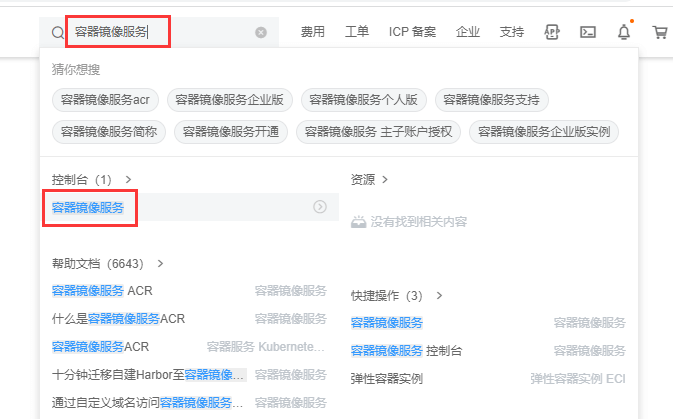 容器镜像服务 费用 工单 ICP 备案 企业 支持
猜你想搜
容器镜像服务acr 容器镜像服务企业版 容器镜像服务个人版 容器镜像服务支持
容器镜像服务简称 容器镜像服务开通 容器镜像服务 主子账户授权 容器镜像服务企业版实例
控制台（1）
容器镜像服务
资源
没有找到相关内容
帮助文档（6643）
容器镜像服务 ACR 容器镜像服务
什么是容器镜像服务ACR 容器镜像服务
容器镜像服务ACR 容器服务 Kubernete...
十分钟迁移自建Harbor至容器镜像... 容器镜像服务
通过自定义域名访问容器镜像服务... 容器镜像服务
快捷操作（3）
容器镜像服务 容器镜像服务
容器镜像服务 控制台 容器镜像服务
弹性容器实例 弹性容器实例 ECI